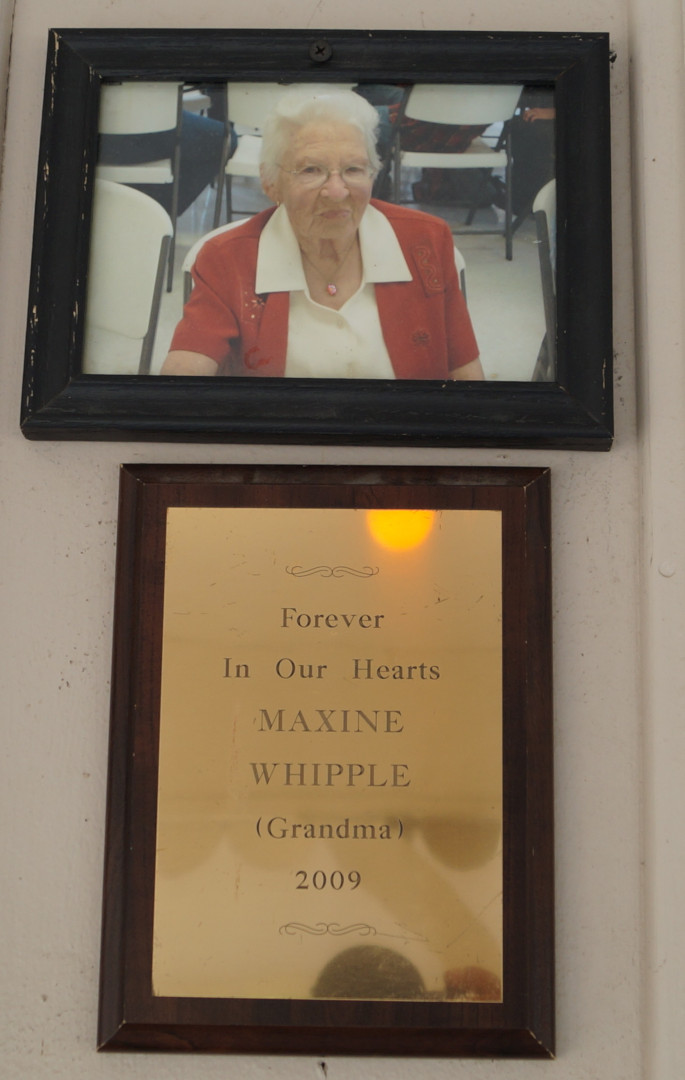 Forever
In Our Hearts
MAXINE
WHIPPLE
(Grandma)
2009